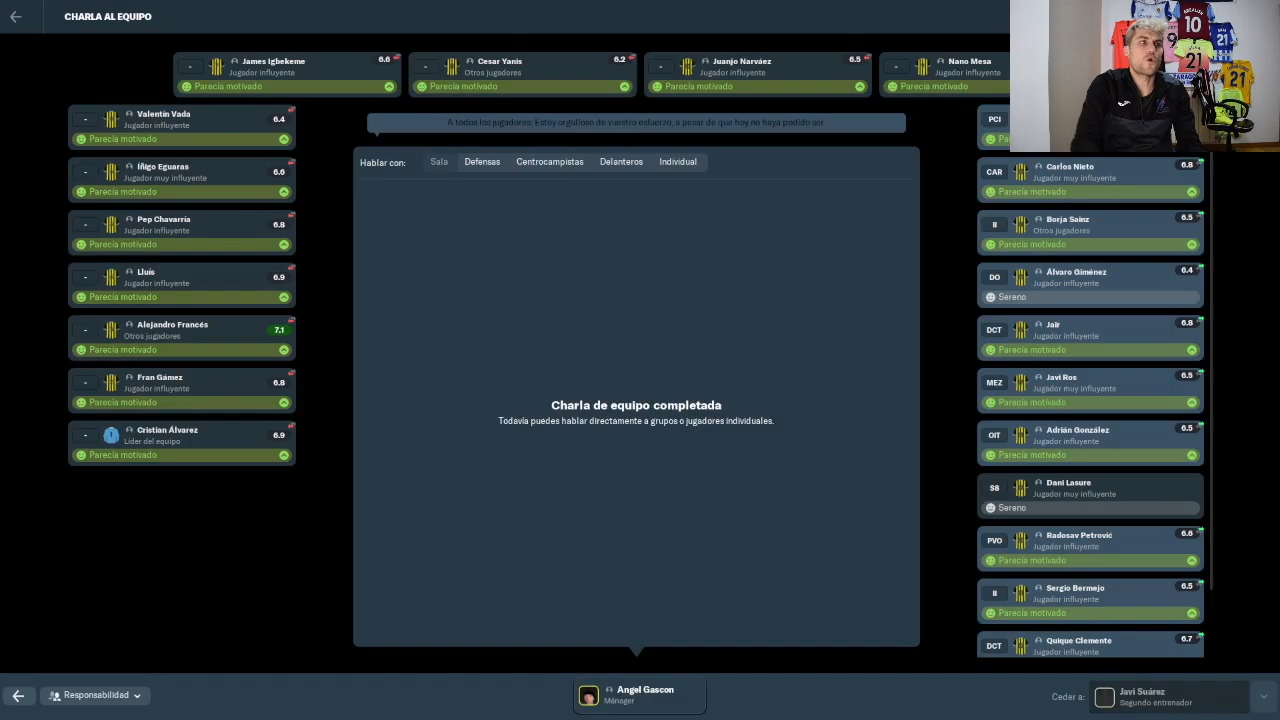 CHARLA AL EQUIPO
- James Igbekeme 6.6
Jugador influyente
Parecía motivado
- Cesar Yanis 6.2
Otros jugadores
Parecía motivado
- Juanjo Narváez 6.5
Jugador influyente
Parecía motivado
- Nano Mesa
Jugador influyente
Parecía motivado
- Valentín Vada 6.4
Jugador influyente
Parecía motivado
- Íñigo Eguaras 6.6
Jugador muy influyente
Parecía motivado
- Pep Chavarría 6.8
Jugador influyente
Parecía motivado
- Lluís 6.9
Jugador influyente
Parecía motivado
- Alejandro Francés 7.1
Otros jugadores
Parecía motivado
- Fran Gámez 6.8
Jugador influyente
Parecía motivado
- Cristian Álvarez 6.9
Líder del equipo
Parecía motivado
A todos los jugadores: Estoy orgulloso de vuestro esfuerzo, a pesar de que hoy no haya podido ser.
Hablar con: Sala Defensas Centrocampistas Delanteros Individual
Charla de equipo completada
Todavía puedes hablar directamente a grupos o jugadores individuales.
PCI
CAR Carlos Nieto 6.8
Jugador muy influyente
Parecía motivado
II Borja Sainz 6.5
Otros jugadores
Parecía motivado
DO Álvaro Giménez 6.4
Jugador influyente
Sereno
DCT Jair 6.8
Jugador influyente
Parecía motivado
MEZ Javi Ros 6.5
Jugador muy influyente
Parecía motivado
OIT Adrián González 6.5
Jugador influyente
Parecía motivado
S8 Dani Lasure
Jugador muy influyente
Sereno
PVO Radosav Petrović 6.6
Jugador influyente
Parecía motivado
II Sergio Bermejo 6.5
Jugador influyente
Parecía motivado
DCT Quique Clemente 6.7
Jugador influyente
Responsabilidad
Angel Gascon
Mánager
Ceder a: Javi Suárez
Segundo entrenador
AREALIAN
10
21
21
21